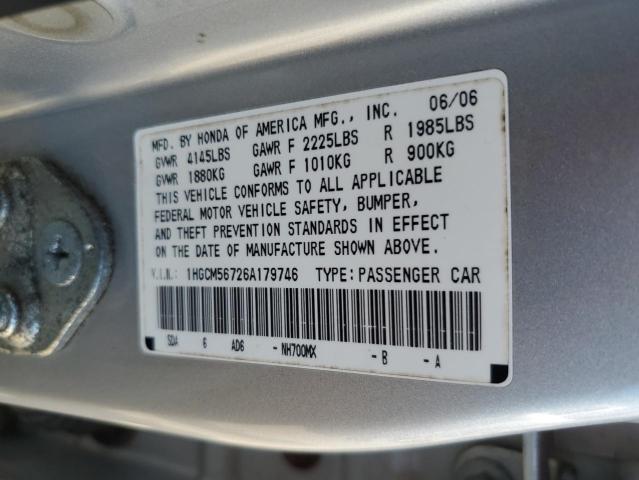 MFD. BY HONDA OF AMERICA MFG., INC. 06/06
GVWR 4145LBS GAWR F 2225LBS R 1985LBS
GVWR 1880KG GAWR F 1010KG R 900KG
THIS VEHICLE CONFORMS TO ALL APPLICABLE
FEDERAL MOTOR VEHICLE SAFETY, BUMPER,
AND THEFT PREVENTION STANDARDS IN EFFECT
ON THE DATE OF MANUFACTURE SHOWN ABOVE.
V.I.N.: 1HGCM56726A179746 TYPE:PASSENGER CAR
SDA 6 AD6 -NH700MX -B -A